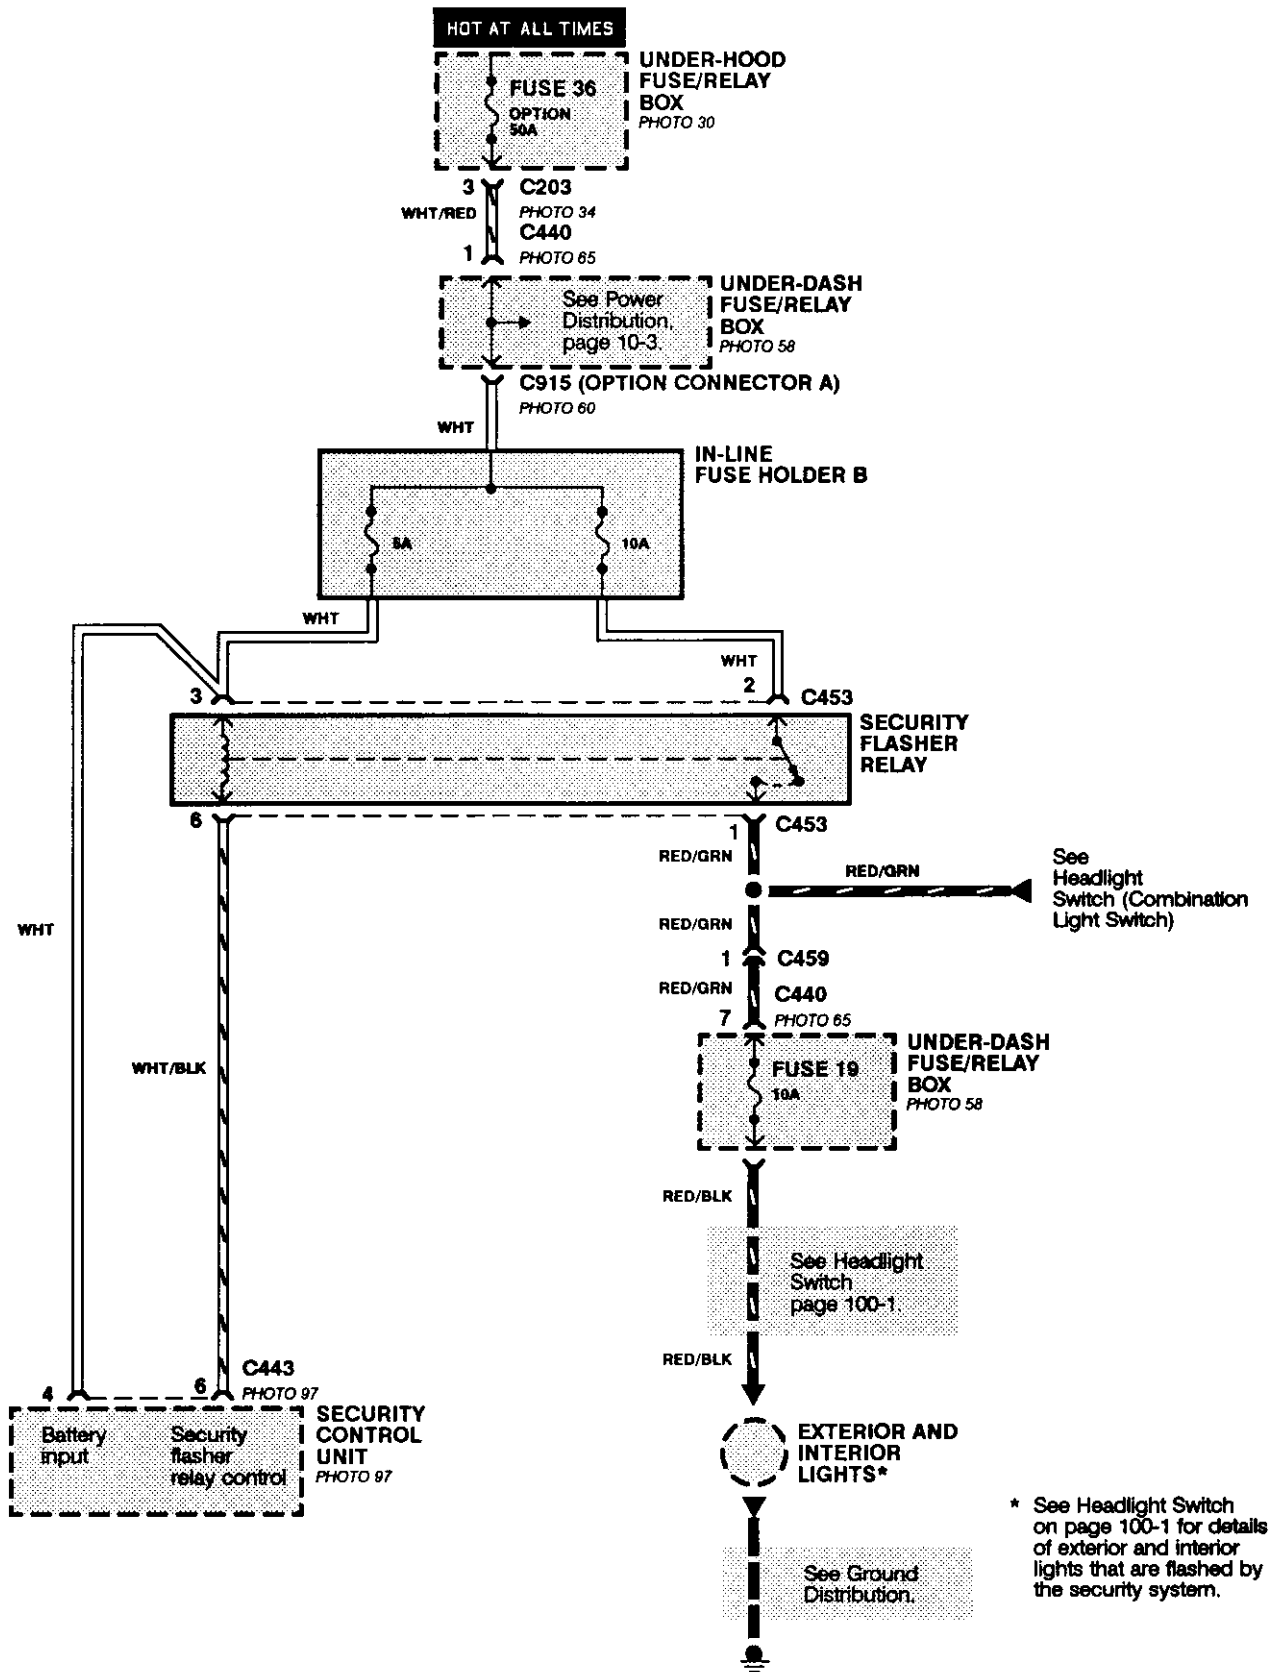 HOT AT ALL TIMES
UNDER-HOOD
FUSE/RELAY
BOX
PHOTO 30
FUSE 36
OPTION
50A
3
C203
PHOTO 34
WHT/RED
C440
1
PHOTO 65
UNDER-DASH
FUSE/RELAY
BOX
PHOTO 58
See Power
Distribution,
page 10-3.
C915 (OPTION CONNECTOR A)
PHOTO 60
WHT
IN-LINE
FUSE HOLDER B
5A
10A
WHT
WHT
3
2
C453
SECURITY
FLASHER
RELAY
6
1
C453
RED/GRN
RED/GRN
See
Headlight
Switch (Combination
Light Switch)
WHT
RED/GRN
1
C459
RED/GRN
C440
7
PHOTO 65
UNDER-DASH
FUSE/RELAY
BOX
PHOTO 58
FUSE 19
10A
WHT/BLK
RED/BLK
See Headlight
Switch
page 100-1.
RED/BLK
C443
4
6
PHOTO 97
SECURITY
CONTROL
UNIT
PHOTO 97
Battery
input
Security
flasher
relay control
EXTERIOR AND
INTERIOR
LIGHTS*
* See Headlight Switch
on page 100-1 for details
of exterior and interior
lights that are flashed by
the security system.
See Ground
Distribution.